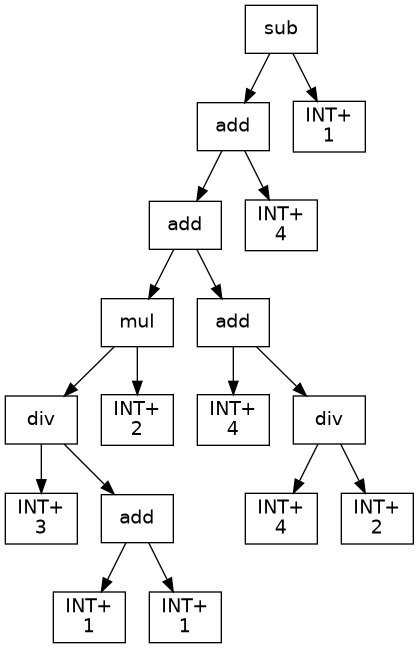 sub
add
INT+
1
add
INT+
4
mul
add
div
INT+
2
INT+
4
div
INT+
3
add
INT+
4
INT+
2
INT+
1
INT+
1